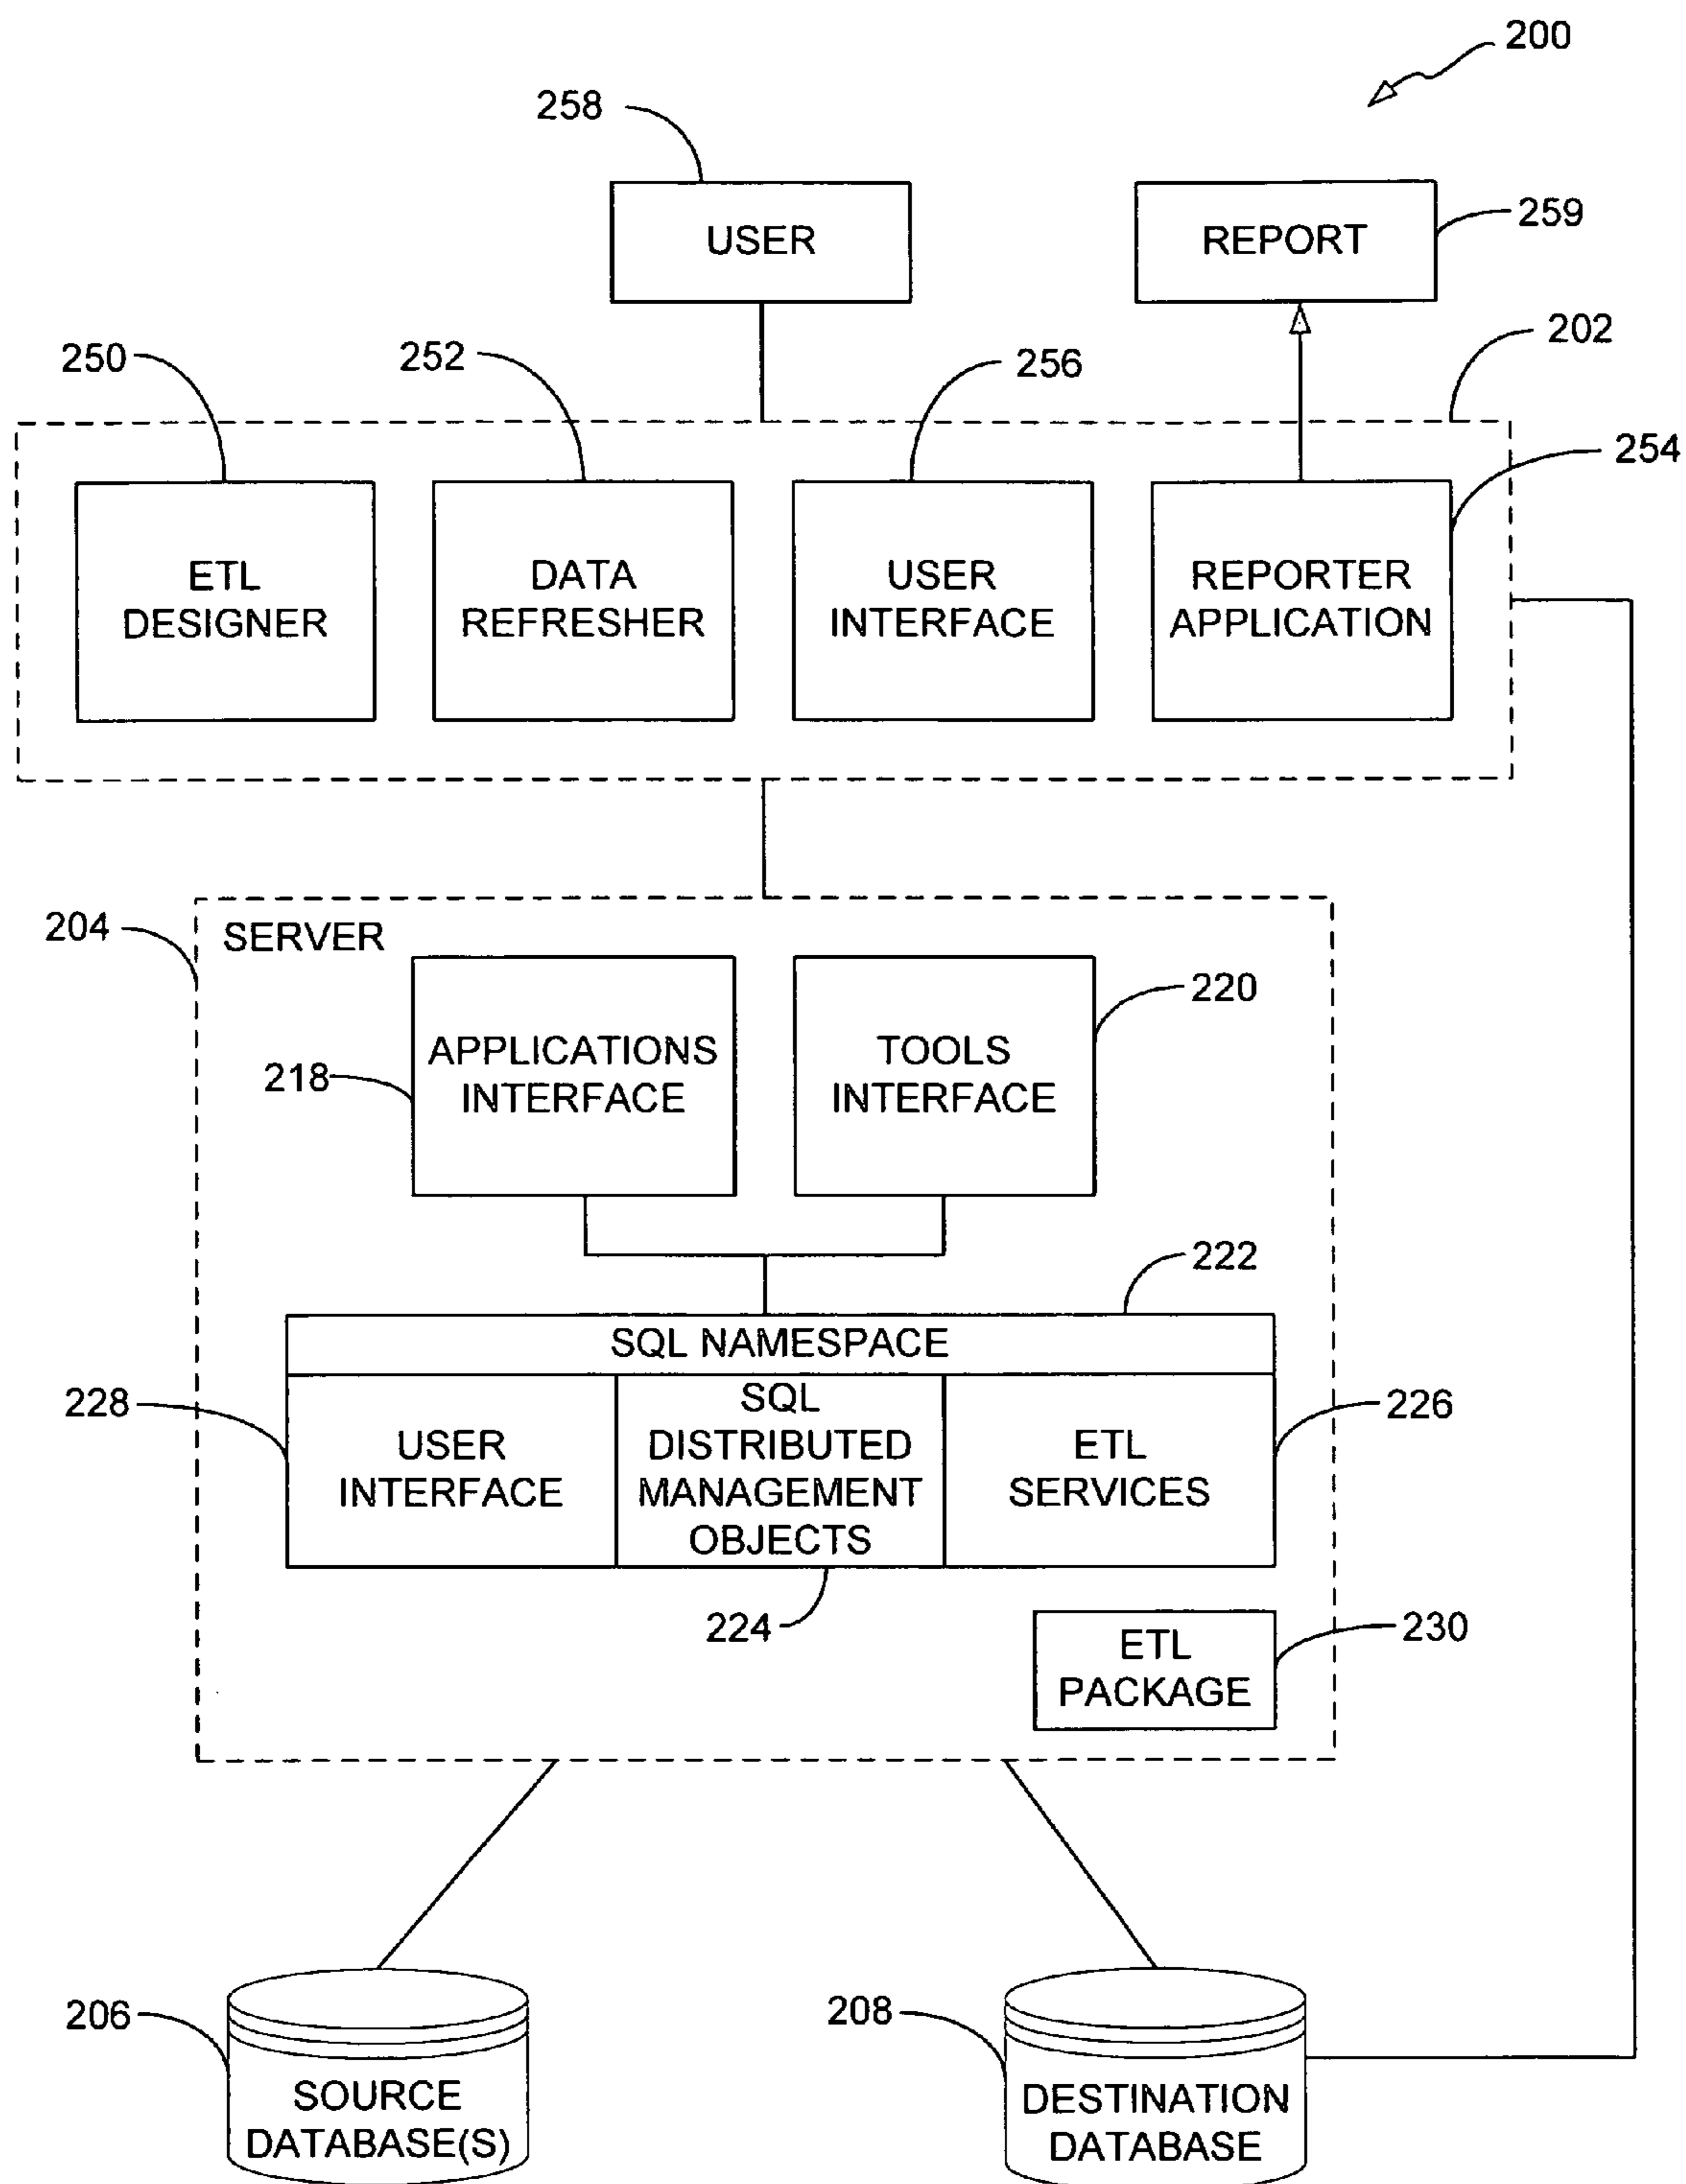 200
258
USER
REPORT
259
202
250
252
256
254
ETL
DESIGNER
DATA
REFRESHER
USER
INTERFACE
REPORTER
APPLICATION
204
SERVER
218
APPLICATIONS
INTERFACE
TOOLS
INTERFACE
220
222
SQL NAMESPACE
228
USER
INTERFACE
SQL
DISTRIBUTED
MANAGEMENT
OBJECTS
ETL
SERVICES
226
224
ETL
PACKAGE
230
206
SOURCE
DATABASE(S)
208
DESTINATION
DATABASE